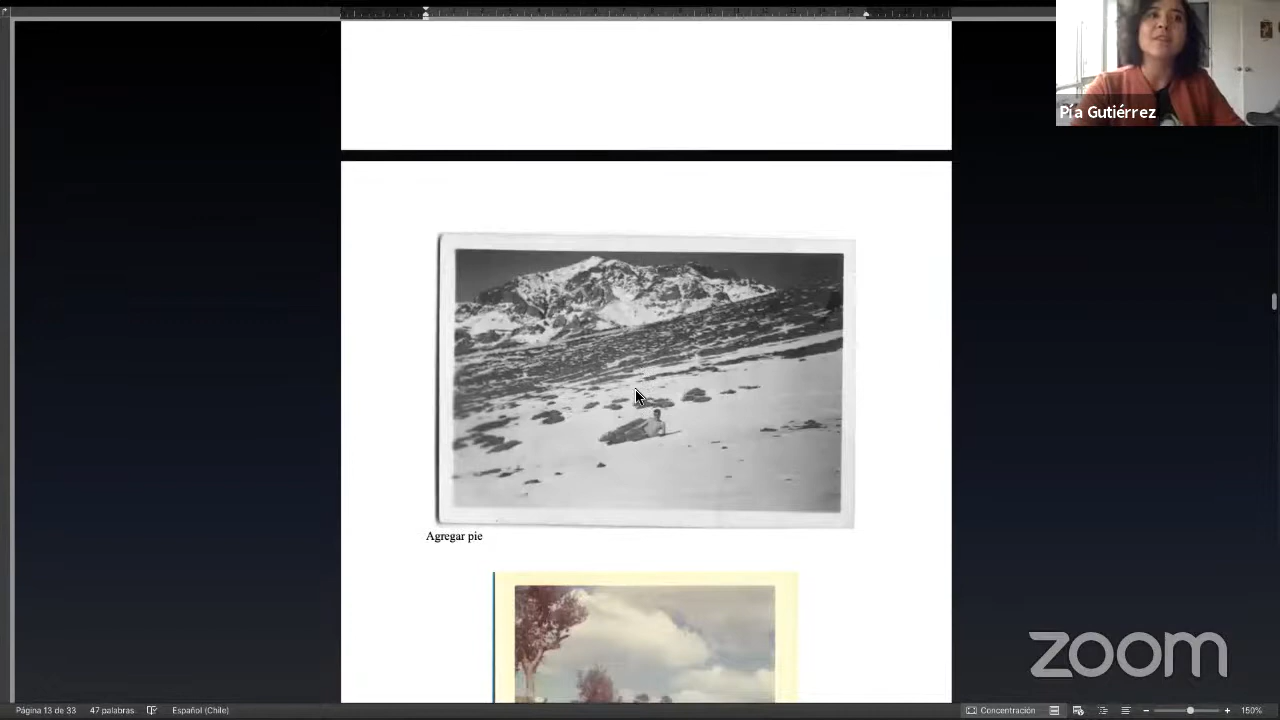 Pía Gutiérrez
Agregar pie
zoom
Página 13 de 33 47 palabras Español (Chile) Concentración 150%